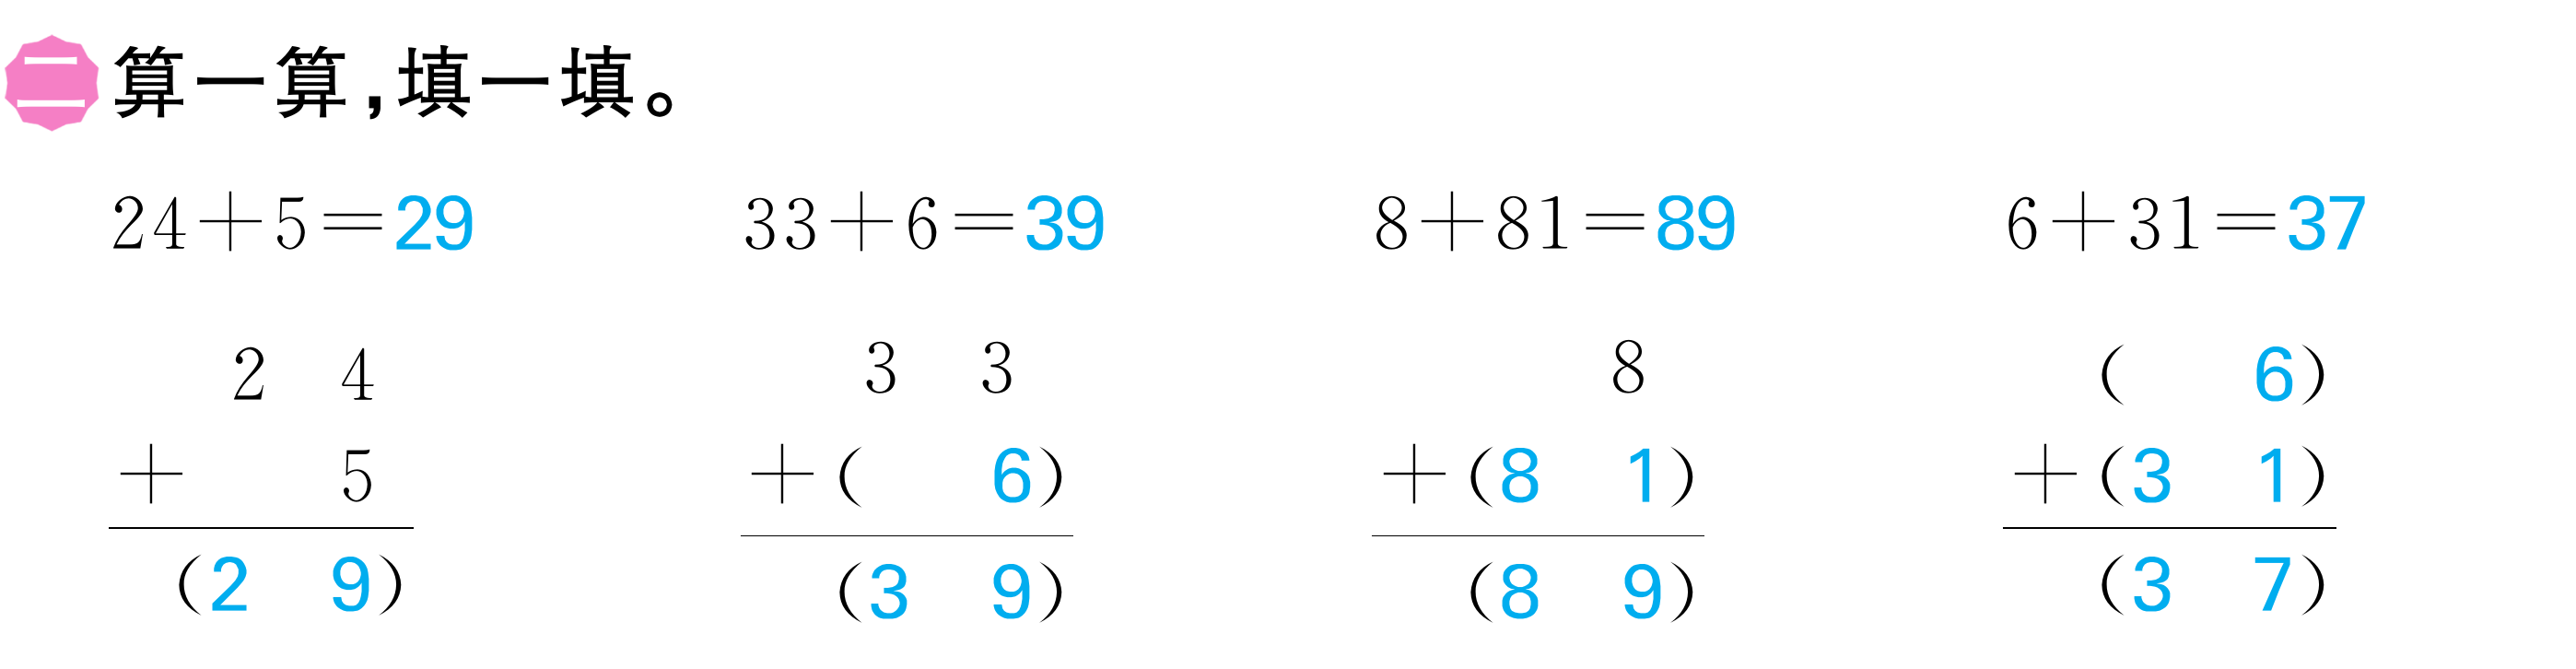 二 算一算,填一填。
24+5=29 33+6=39 8+81=89 6+31=37
2 4 3 3 8 ( 6)
+ 5 +( 6) +(8 1) +(3 1)
(2 9) (3 9) (8 9) (3 7)